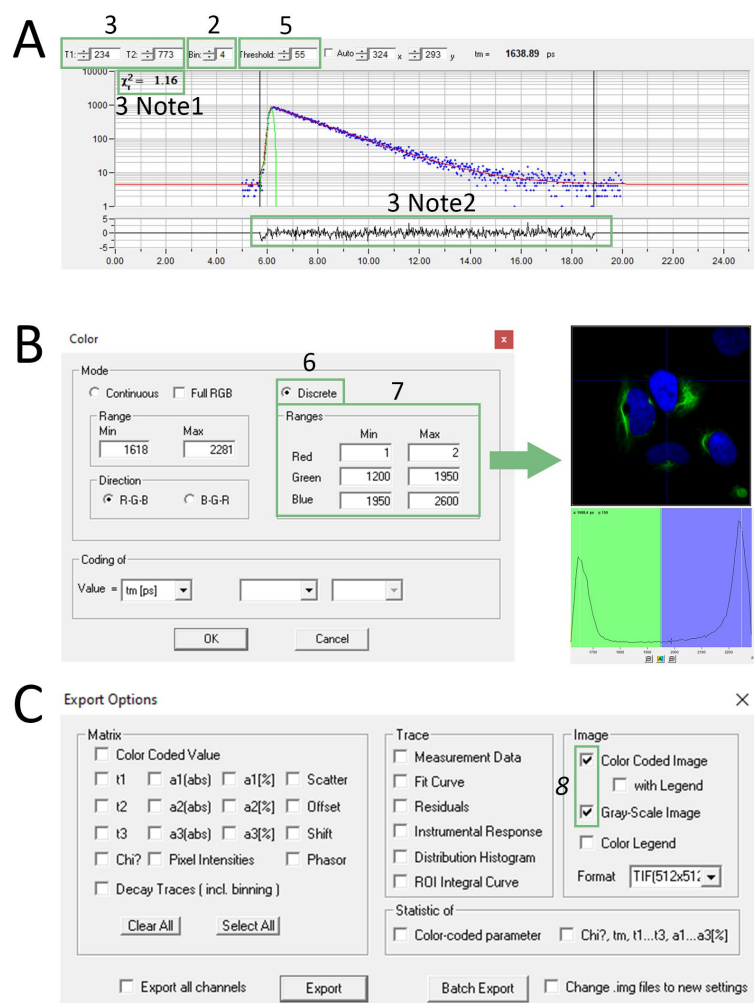 A
3
2
5
T1: 234 T2: 773 Bin: 4 Threshold: 55 Auto 324 x 293 y tm = 1638.89 ps
χr² = 1.16
3 Note1
10000
1000
100
10
1
3 Note2
5
0
-5
0.00 2.00 4.00 6.00 8.00 10.00 12.00 14.00 16.00 18.00 20.00 22.00 24.00
B
Color
x
6
7
Mode
Continuous Full RGB Discrete
Range
Min Max
1618 2281
Direction
R-G-B B-G-R
Ranges
Min Max
Red 1 2
Green 1200 1950
Blue 1950 2600
Coding of
Value = tm [ps]
OK Cancel
1700 1800 1900 2000 2100 2200
C
Export Options
Matrix
Color Coded Value
t1 a1(abs) a1[%] Scatter
t2 a2(abs) a2[%] Offset
t3 a3(abs) a3[%] Shift
Chi? Pixel Intensities Phasor
Decay Traces ( incl. binning )
Clear All Select All
Trace
Measurement Data
Fit Curve
Residuals
Instrumental Response
Distribution Histogram
ROI Integral Curve
Image
Color Coded Image
8
with Legend
Gray-Scale Image
Color Legend
Format TIF(512x512
Statistic of
Color-coded parameter Chi?, tm, t1...t3, a1...a3[%]
Export all channels Export Batch Export Change .img files to new settings